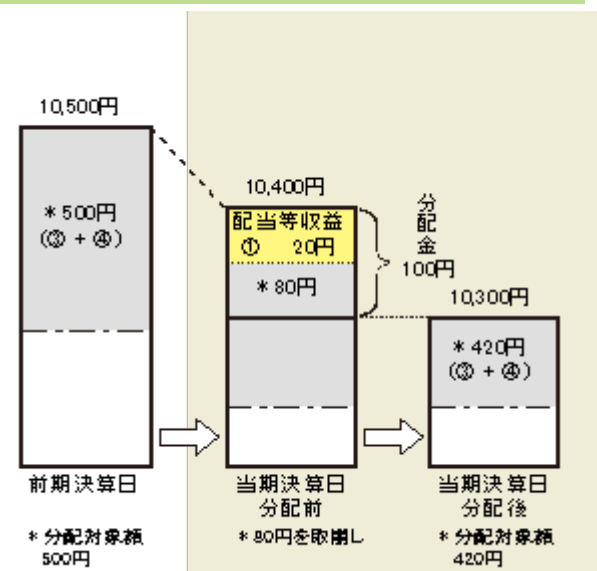 10,500円
＊500円
（③ + ④）
前期決算日
＊分配対象額
500円
10,400円
配当等収益
① 20円
＊80円
分配金
100円
当期決算日
分配前
＊80円を取崩し
10,300円
＊420円
（③ + ④）
当期決算日
分配後
＊分配対象額
420円